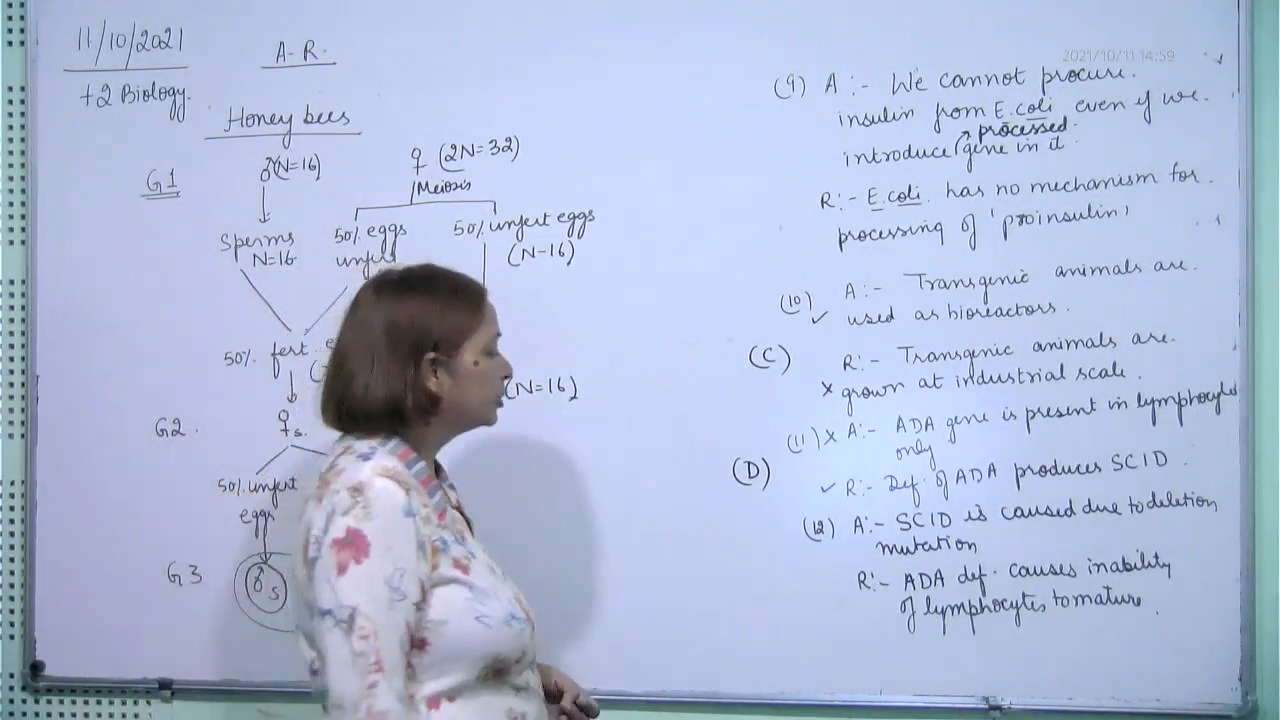 11/10/2021
+2 Biology.
A-R.
Honey bees
G1
♂(N=16)
♀ (2N=32)
Meiosis
Sperms
N=16
50% eggs
unfert
50% unfert eggs
(N-16)
50% fert.
(N=16)
G2.
♀s.
50% unfert
eggs
G3
♂s
2021/10/11 14:59
(9) A :- We cannot procure.
insulin from E.coli even if we.
processed.
introduce gene in it.
R:- E.coli. has no mechanism for.
processing of 'proinsulin'
(10) A :- Transgenic animals are.
✓ used as bioreactors.
(C) R:- Transgenic animals are.
× grown at industrial scale.
(11) × A:- ADA gene is present in lymphocytes
only
(D)
✓ R:- Def. of ADA produces SCID.
(12) A:- SCID is caused due to deletion
mutation
R:- ADA def. causes inability
of lymphocytes to mature.